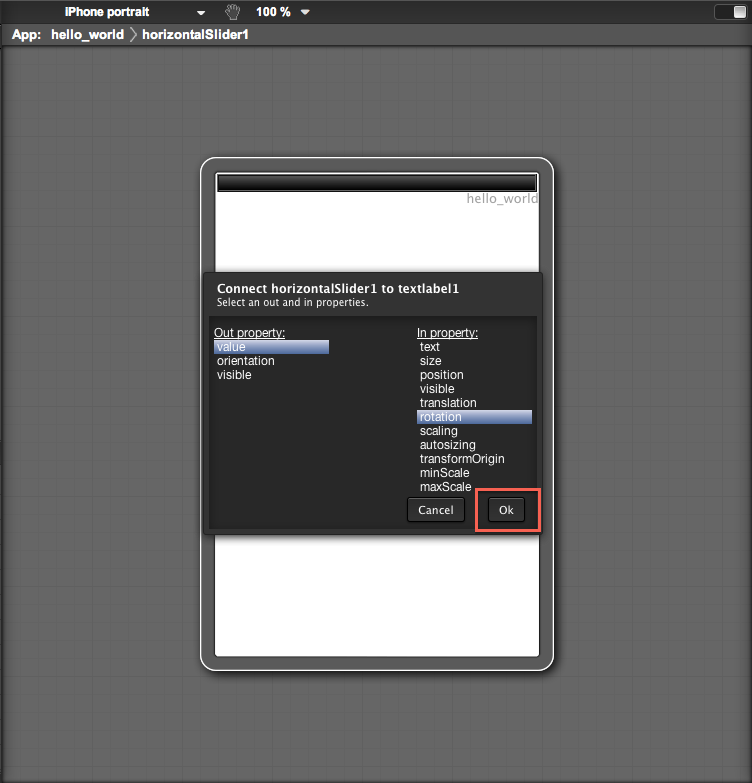 iPhone portrait 100 %
App: hello_world horizontalSlider1
hello_world
Connect horizontalSlider1 to textlabel1
Select an out and in properties.
Out property:
value
orientation
visible
In property:
text
size
position
visible
translation
rotation
scaling
autosizing
transformOrigin
minScale
maxScale
Cancel Ok